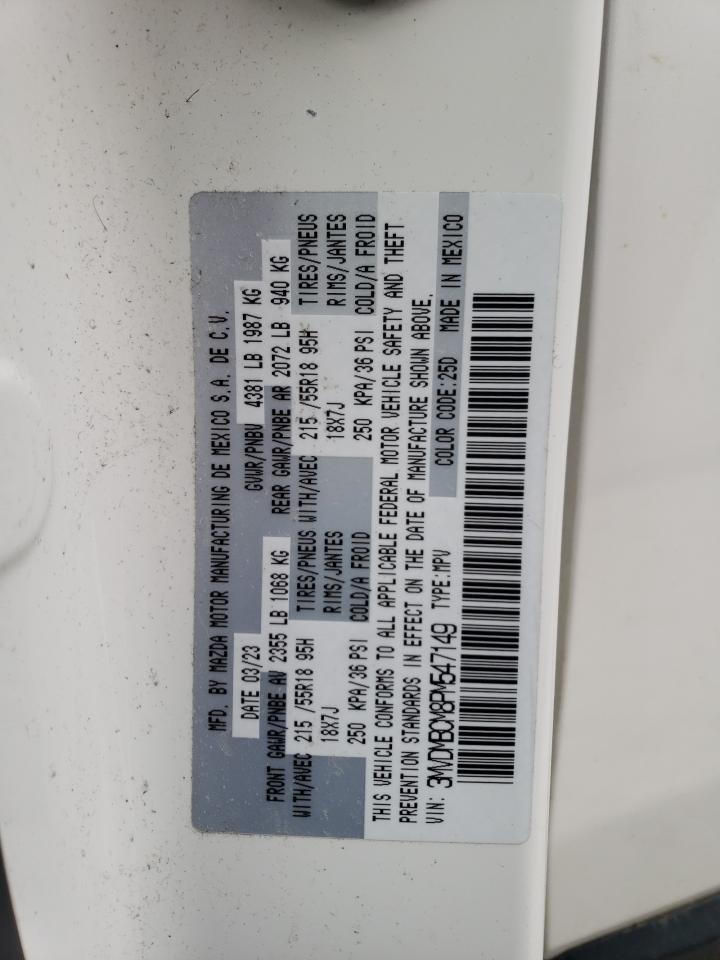 MFD. BY MAZDA MOTOR MANUFACTURING DE MEXICO S.A. DE C.V.
DATE 03/23 GVWR/PNBV 4381 LB 1987 KG
FRONT GAWR/PNBE AV 2355 LB 1068 KG REAR GAWR/PNBE AR 2072 LB 940 KG
WITH/AVEC 215 /55R18 95H TIRES/PNEUS WITH/AVEC 215 /55R18 95H TIRES/PNEUS
18X7J RIMS/JANTES 18X7J RIMS/JANTES
250 KPA/36 PSI COLD/A FROID 250 KPA/36 PSI COLD/A FROID
THIS VEHICLE CONFORMS TO ALL APPLICABLE FEDERAL MOTOR VEHICLE SAFETY AND THEFT
PREVENTION STANDARDS IN EFFECT ON THE DATE OF MANUFACTURE SHOWN ABOVE.
VIN: 3MVDMBCM8PM547149 TYPE:MPV COLOR CODE:25D MADE IN MEXICO